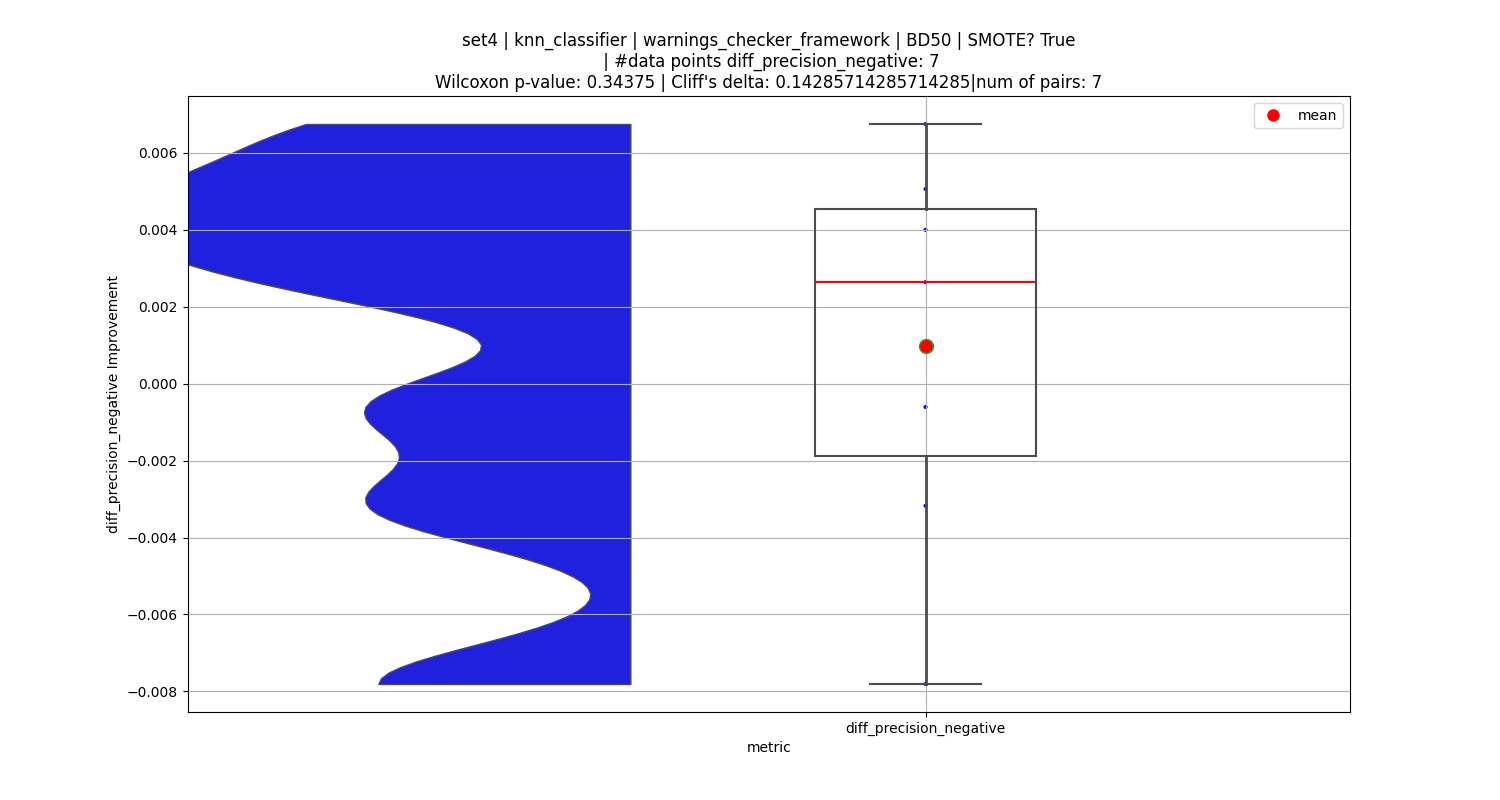 set4 | knn_classifier | warnings_checker_framework | BD50 | SMOTE? True
| #data points diff_precision_negative: 7
Wilcoxon p-value: 0.34375 | Cliff's delta: 0.14285714285714285|num of pairs: 7
mean
0.006
0.004
0.002
0.000
−0.002
−0.004
−0.006
−0.008
diff_precision_negative Improvement
diff_precision_negative
metric